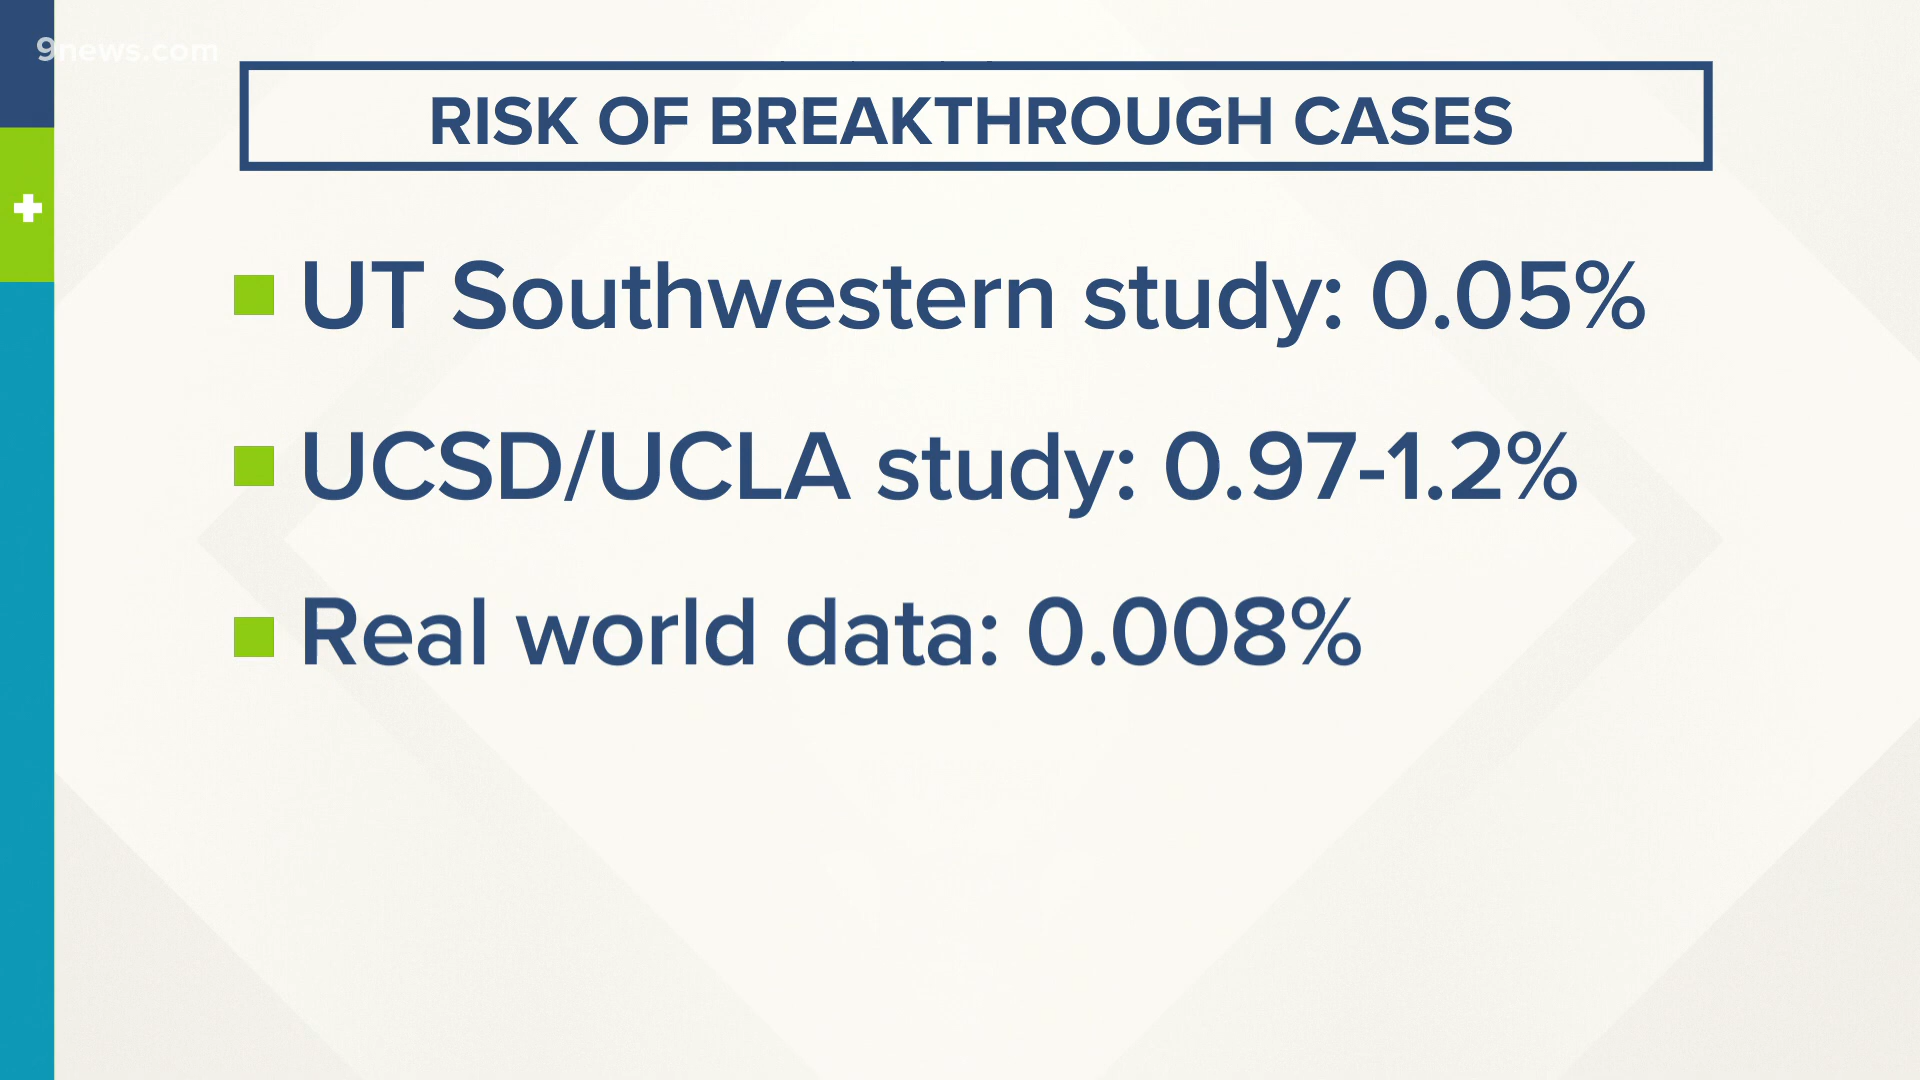 9news.com
RISK OF BREAKTHROUGH CASES
UT Southwestern study: 0.05%
UCSD/UCLA study: 0.97-1.2%
Real world data: 0.008%